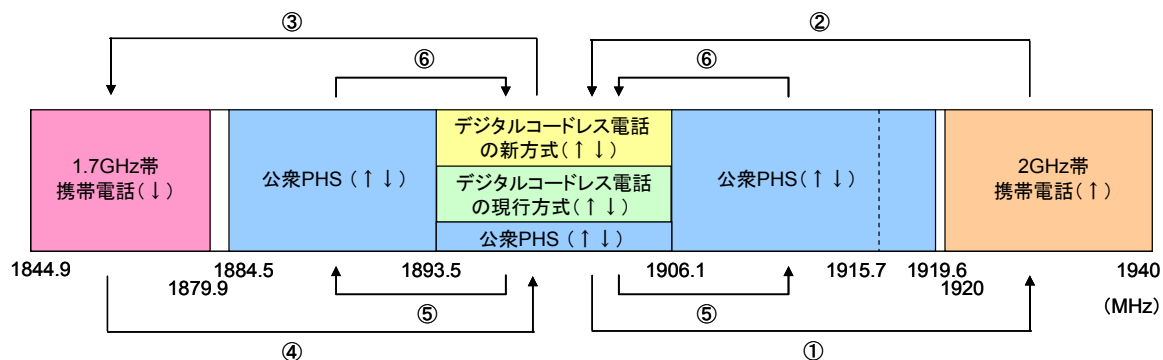 ③
②
⑥
⑥
1.7GHz帯
携帯電話(↓)
公衆PHS (↑↓)
デジタルコードレス電話
の新方式(↑↓)
デジタルコードレス電話
の現行方式(↑↓)
公衆PHS (↑↓)
公衆PHS(↑↓)
2GHz帯
携帯電話(↑)
1844.9
1879.9
1884.5
1893.5
1906.1
1915.7
1919.6
1920
1940
(MHz)
⑤
⑤
④
①